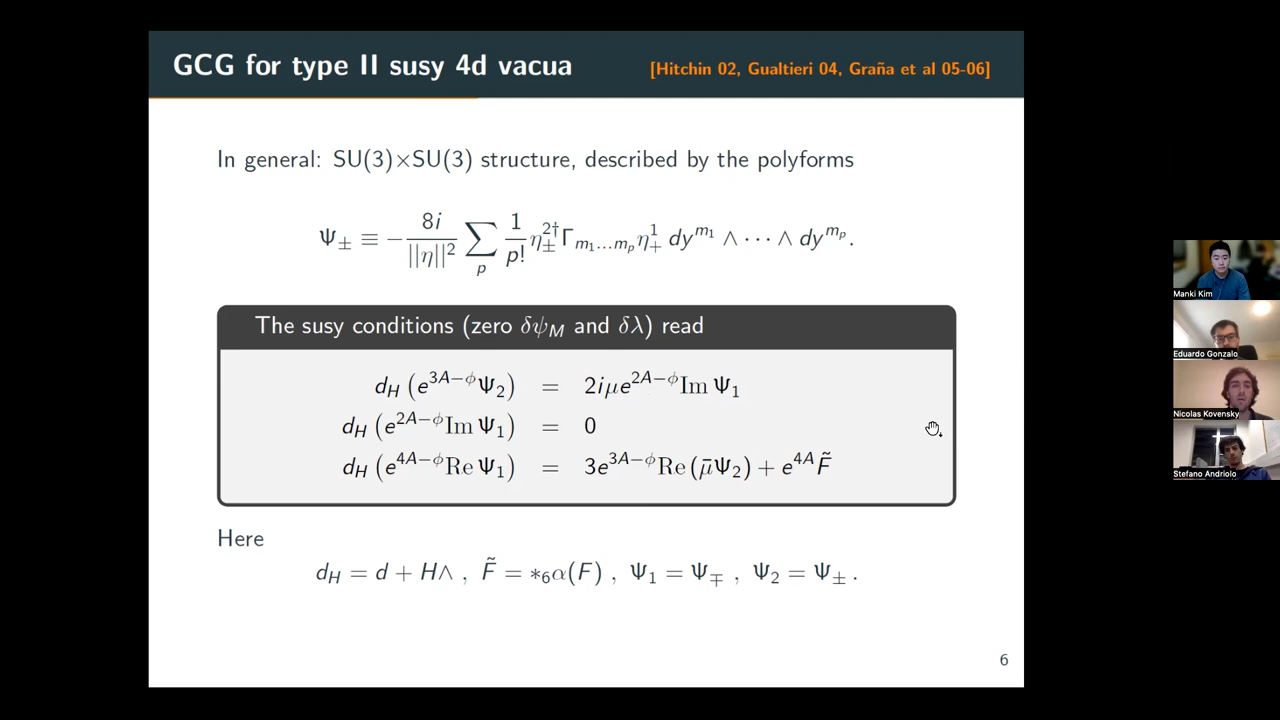 GCG for type II susy 4d vacua [Hitchin 02, Gualtieri 04, Graña et al 05-06]
In general: SU(3)×SU(3) structure, described by the polyforms
Ψ± ≡ −8i/||η||² ∑_p 1/p! η±^{2†} Γ_{m₁…m_p} η₊^1 dy^{m₁} ∧ ⋯ ∧ dy^{m_p}.
The susy conditions (zero δψ_M and δλ) read
d_H (e^{3A−ϕ}Ψ₂) = 2iμe^{2A−ϕ}Im Ψ₁
d_H (e^{2A−ϕ}Im Ψ₁) = 0
d_H (e^{4A−ϕ}Re Ψ₁) = 3e^{3A−ϕ}Re (μ̄Ψ₂) + e^{4A}F̃
Here
d_H = d + H∧ , F̃ = ∗₆α(F) , Ψ₁ = Ψ∓ , Ψ₂ = Ψ± .
6
Manki Kim
Eduardo Gonzalo
Nicolas Kovensky
Stefano Andriolo